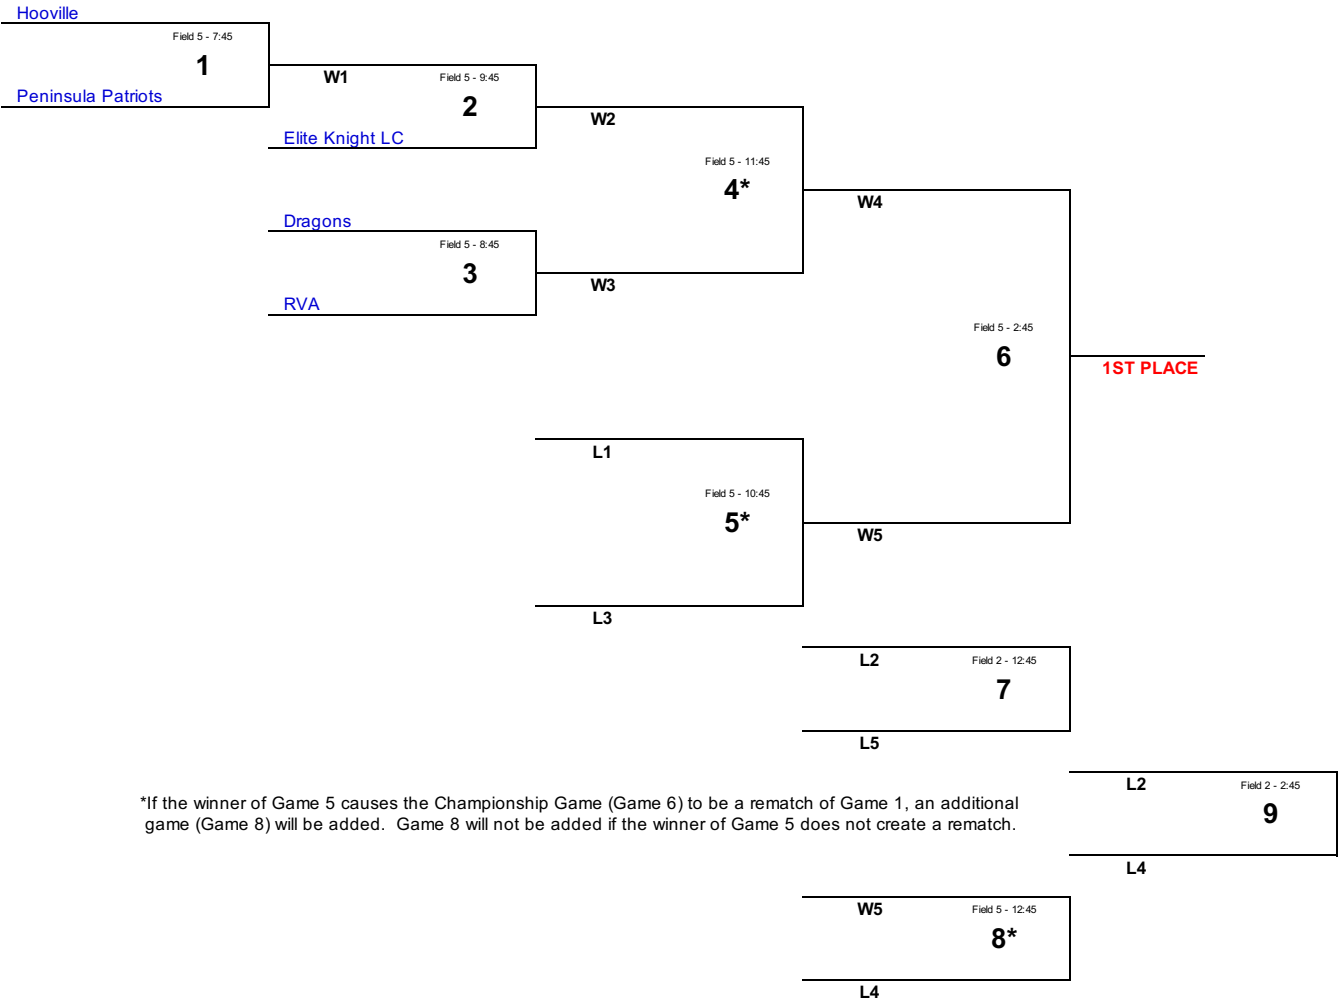 Hooville
Field 5 - 7:45
1
Peninsula Patriots
W1
Field 5 - 9:45
2
Elite Knight LC
W2
Field 5 - 11:45
4*
W4
Dragons
Field 5 - 8:45
3
RVA
W3
Field 5 - 2:45
6
1ST PLACE
L1
Field 5 - 10:45
5*
W5
L3
L2
Field 2 - 12:45
7
L5
*If the winner of Game 5 causes the Championship Game (Game 6) to be a rematch of Game 1, an additional
game (Game 8) will be added.  Game 8 will not be added if the winner of Game 5 does not create a rematch.
L2
Field 2 - 2:45
9
L4
W5
Field 5 - 12:45
8*
L4